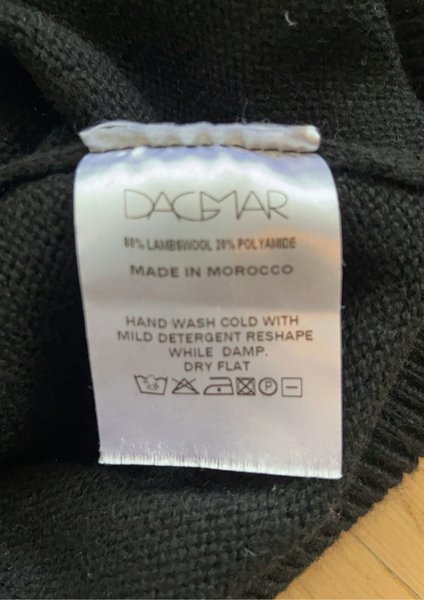 DAGMAR
80% LAMBSWOOL 20% POLYAMIDE
MADE IN MOROCCO
HAND WASH COLD WITH
MILD DETERGENT RESHAPE
WHILE DAMP.
DRY FLAT
P